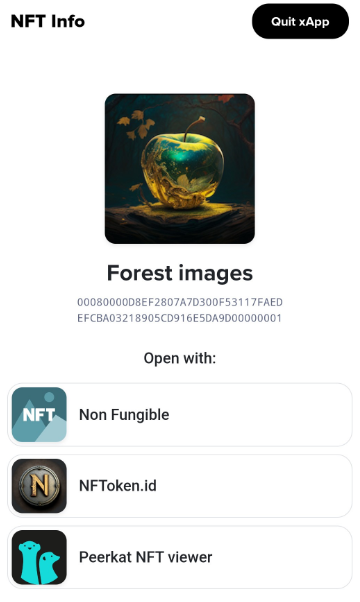 NFT Info
Quit xApp
Forest images
00080000D8EF2807A7D300F53117FAED
EFCBA03218905CD916E5DA9D00000001
Open with:
NFT
Non Fungible
N
NFToken.id
Peerkat NFT viewer